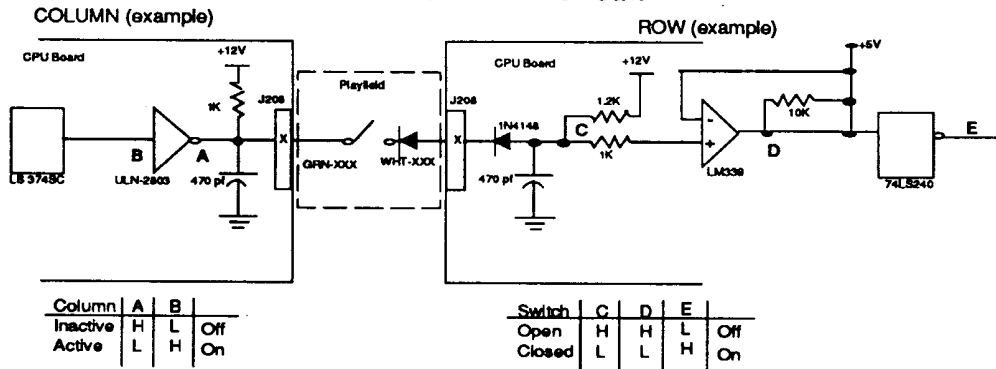 COLUMN (example)
CPU Board
+12V
1K
J206
B
A
LS 374SC
ULN-2803
470 pf
Playfield
GRN-XXX
WHT-XXX
X
ROW (example)
CPU Board
J208
X
1N4148
C
+12V
1.2K
1K
470 pf
-
+
LM339
+5V
10K
D
74LS240
E
Column A B
Inactive H L Off
Active L H On
Switch C D E
Open H H L Off
Closed L L H On